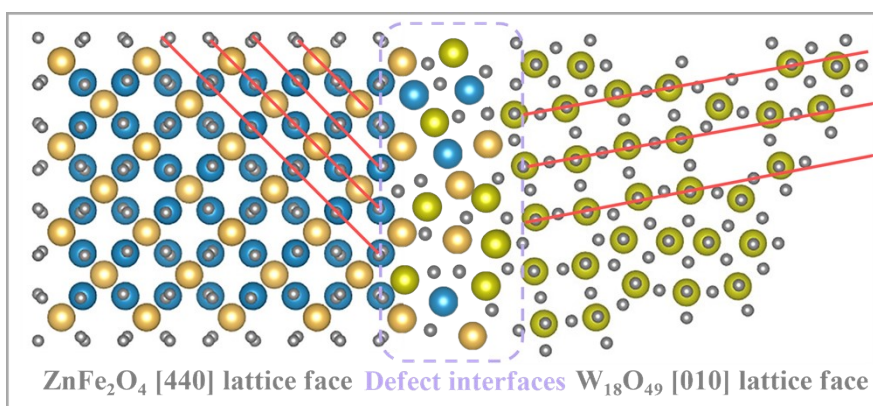 ZnFe₂O₄ [440] lattice face Defect interfaces W₁₈O₄₉ [010] lattice face